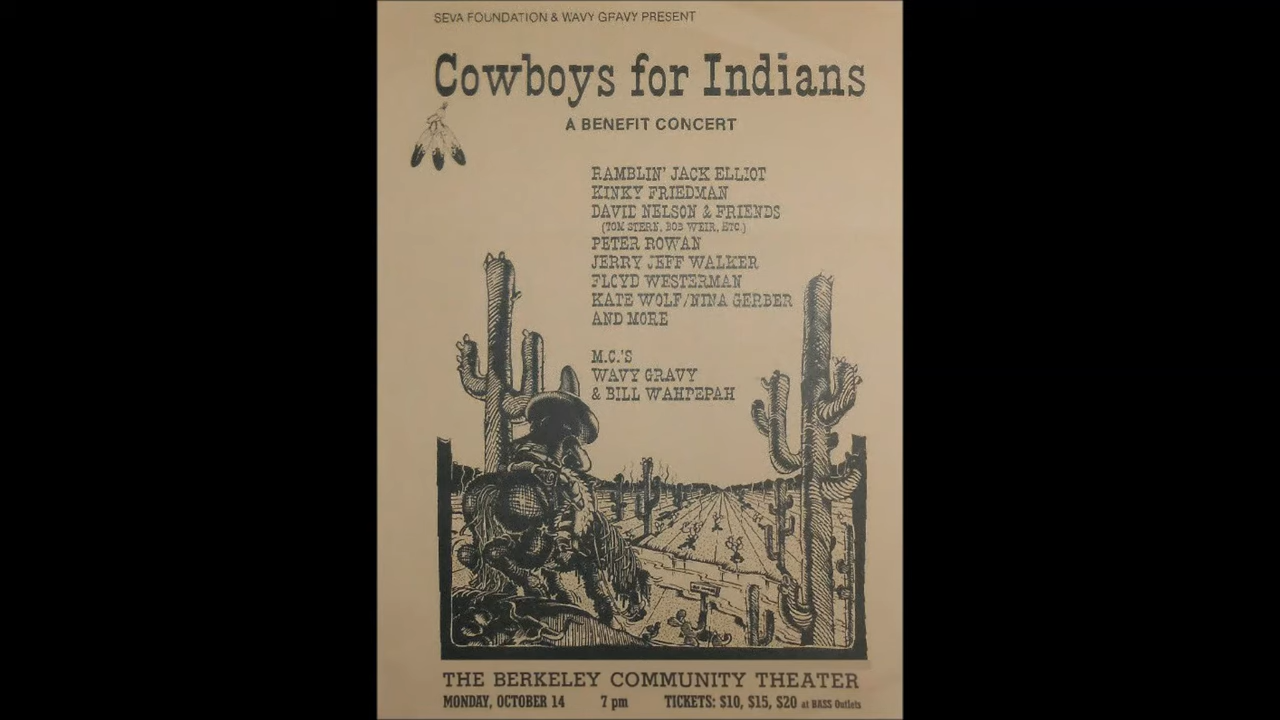 SEVA FOUNDATION & WAVY GRAVY PRESENT
Cowboys for Indians
A BENEFIT CONCERT
RAMBLIN' JACK ELLIOT
KINKY FRIEDMAN
DAVID NELSON & FRIENDS
(TOM STERN, BOB WEIR, ETC.)
PETER ROWAN
JERRY JEFF WALKER
FLOYD WESTERMAN
KATE WOLF/NINA GERBER
AND MORE
M.C.'S
WAVY GRAVY
& BILL WAHPEPAH
THE BERKELEY COMMUNITY THEATER
MONDAY, OCTOBER 14 7 pm TICKETS: $10, $15, $20 at BASS Outlets